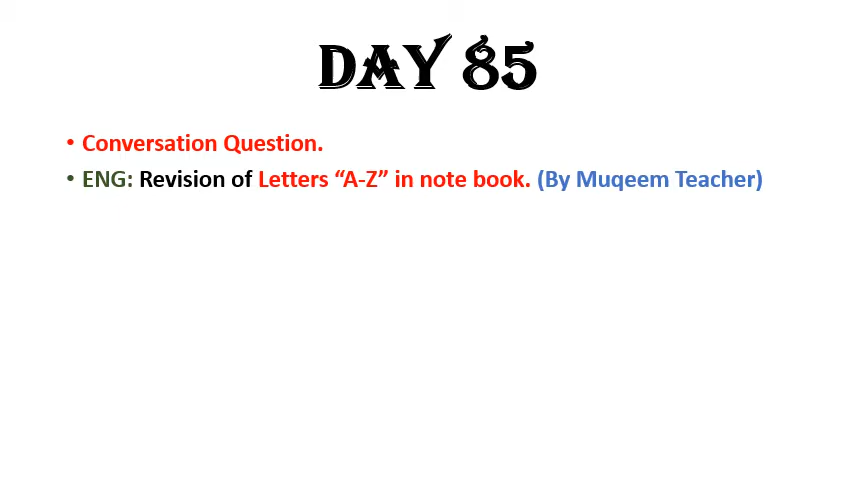 DAY 85
• Conversation Question.
• ENG: Revision of Letters “A-Z” in note book. (By Muqeem Teacher)